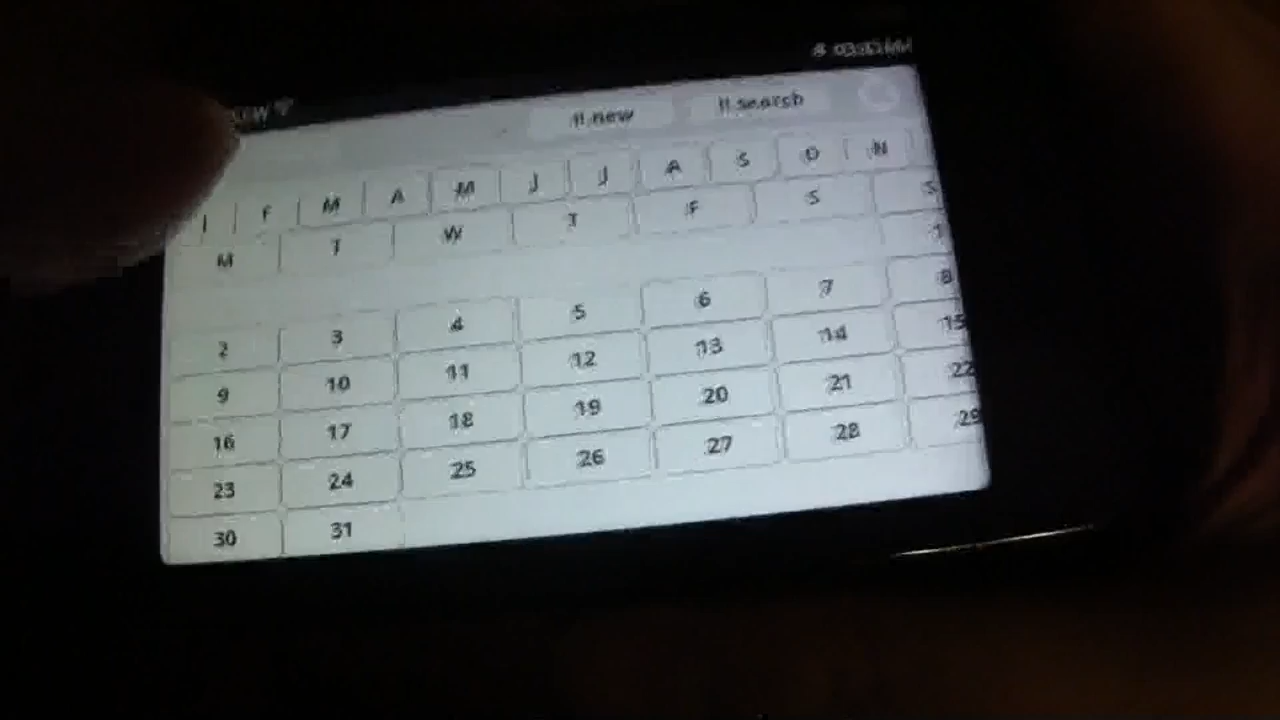 !!.new !!.search
J F M A M J J A S O N
M T W T F S S
1
2 3 4 5 6 7 8
9 10 11 12 13 14 15
16 17 18 19 20 21 22
23 24 25 26 27 28 29
30 31